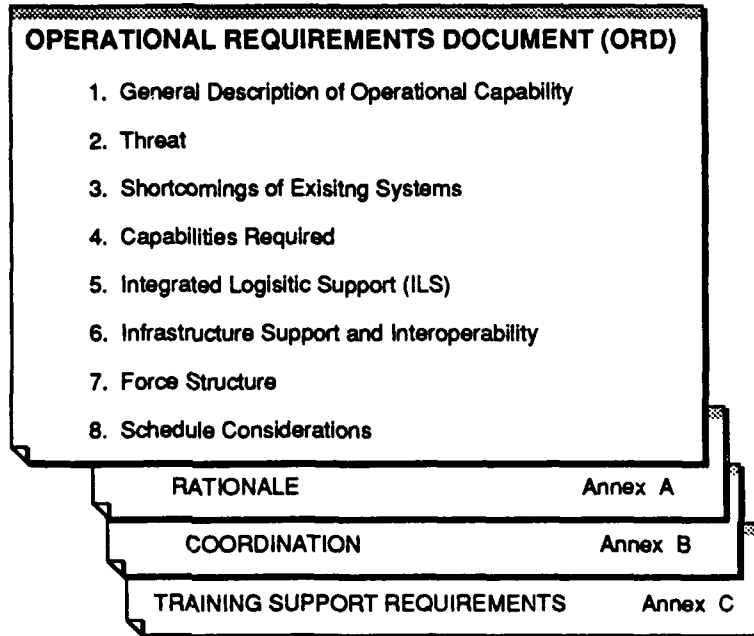 OPERATIONAL REQUIREMENTS DOCUMENT (ORD)
1. General Description of Operational Capability
2. Threat
3. Shortcomings of Exisitng Systems
4. Capabilities Required
5. Integrated Logisitic Support (ILS)
6. Infrastructure Support and Interoperability
7. Force Structure
8. Schedule Considerations
RATIONALE Annex A
COORDINATION Annex B
TRAINING SUPPORT REQUIREMENTS Annex C